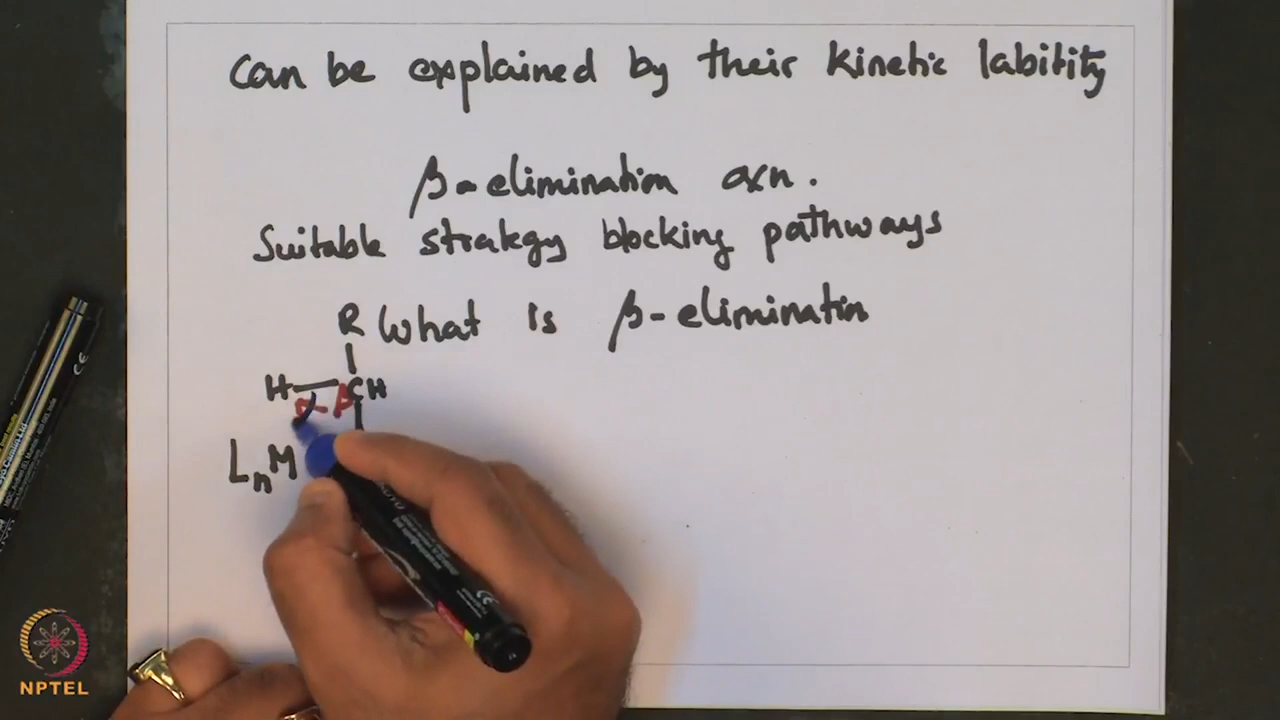 can be explained by their kinetic lability
β-elimination rxn.
Suitable strategy blocking pathways
R What is β-elimination
H CH
α β
LnM
NPTEL